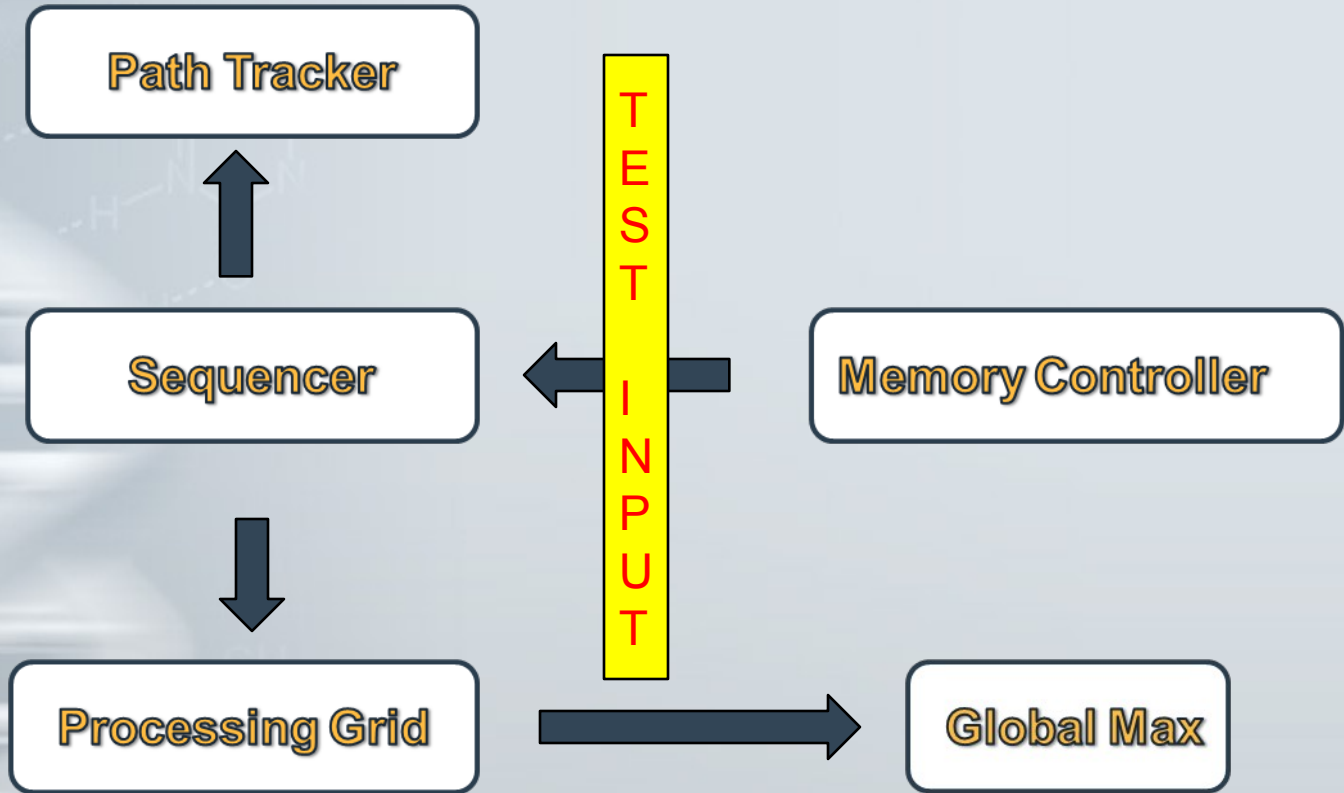 Path Tracker
TEST INPUT
Sequencer
Memory Controller
Processing Grid
Global Max
H
N
N